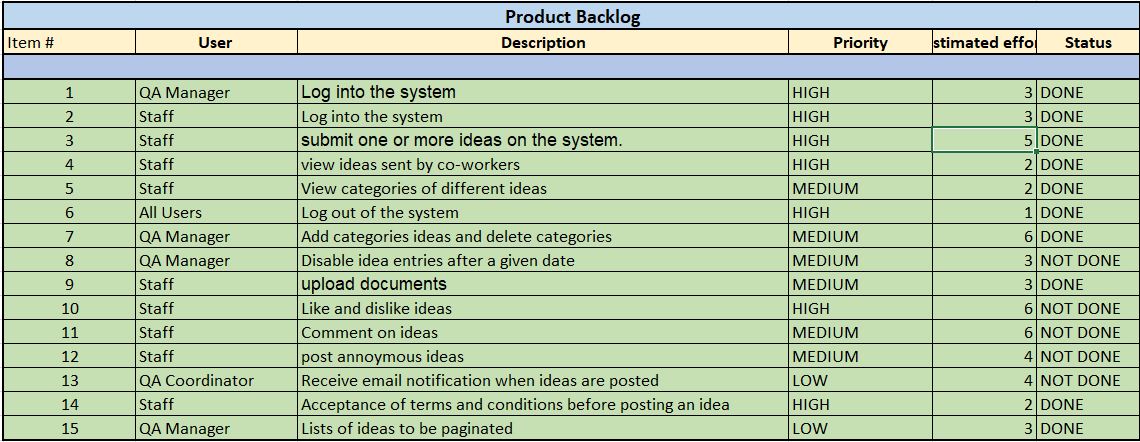 Product Backlog
Item # User Description Priority stimated effo Status
1 QA Manager Log into the system HIGH 3 DONE
2 Staff Log into the system HIGH 3 DONE
3 Staff submit one or more ideas on the system. HIGH 5 DONE
4 Staff view ideas sent by co-workers HIGH 2 DONE
5 Staff View categories of different ideas MEDIUM 2 DONE
6 All Users Log out of the system HIGH 1 DONE
7 QA Manager Add categories ideas and delete categories MEDIUM 6 DONE
8 QA Manager Disable idea entries after a given date MEDIUM 3 NOT DONE
9 Staff upload documents MEDIUM 3 DONE
10 Staff Like and dislike ideas HIGH 6 NOT DONE
11 Staff Comment on ideas MEDIUM 6 NOT DONE
12 Staff post annoymous ideas MEDIUM 4 NOT DONE
13 QA Coordinator Receive email notification when ideas are posted LOW 4 NOT DONE
14 Staff Acceptance of terms and conditions before posting an idea HIGH 2 DONE
15 QA Manager Lists of ideas to be paginated LOW 3 DONE